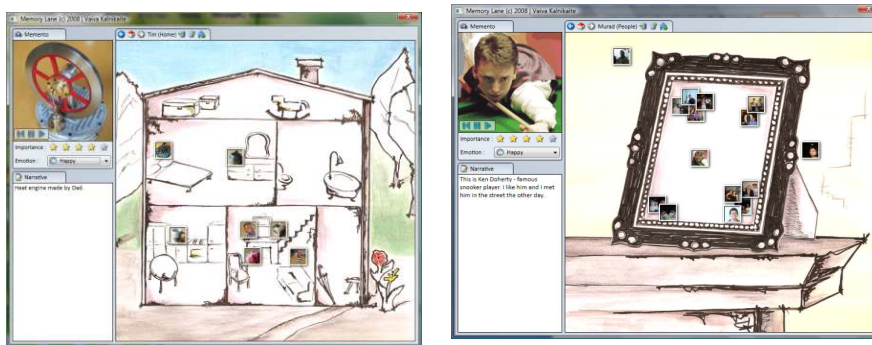 Memory Lane (c) 2008 | Vaiva Kalnikaite
Memento
Tim (Home)
Importance :
Emotion :
Happy
Narrative
Heat engine made by Dad.
Memory Lane (c) 2008 | Vaiva Kalnikaite
Memento
Murad (People)
Importance :
Emotion :
Happy
Narrative
This is Ken Doherty - famous
snooker player. I like him and I met
him in the street the other day.